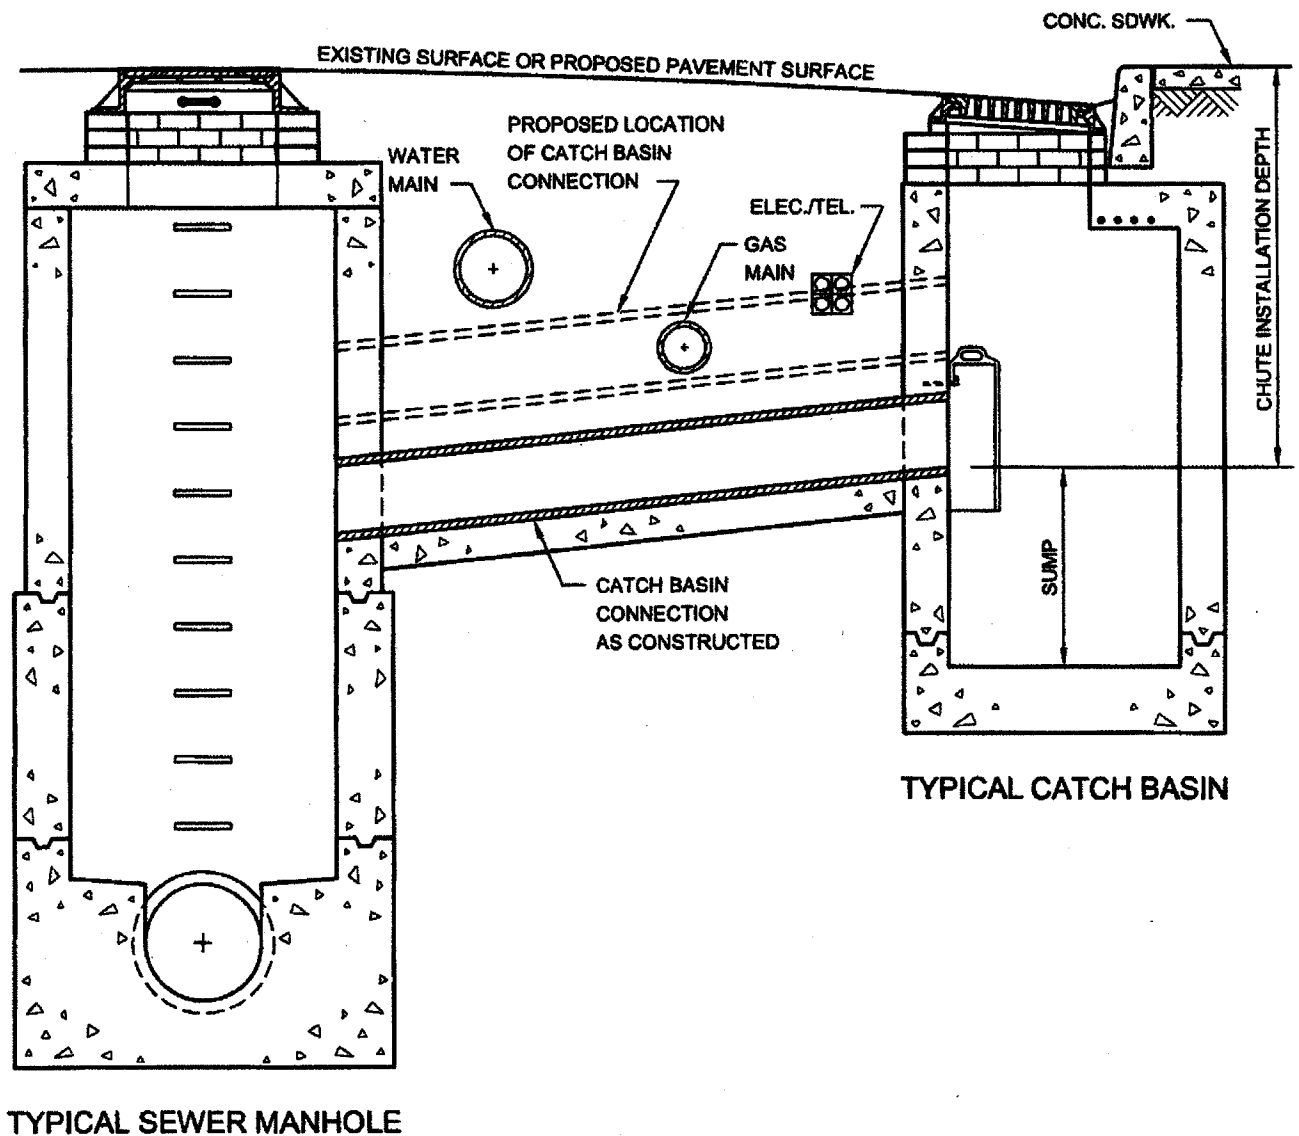 CONC. SDWK.
EXISTING SURFACE OR PROPOSED PAVEMENT SURFACE
PROPOSED LOCATION
OF CATCH BASIN
CONNECTION
WATER
MAIN
ELEC./TEL.
GAS
MAIN
CHUTE INSTALLATION DEPTH
SUMP
CATCH BASIN
CONNECTION
AS CONSTRUCTED
TYPICAL CATCH BASIN
TYPICAL SEWER MANHOLE